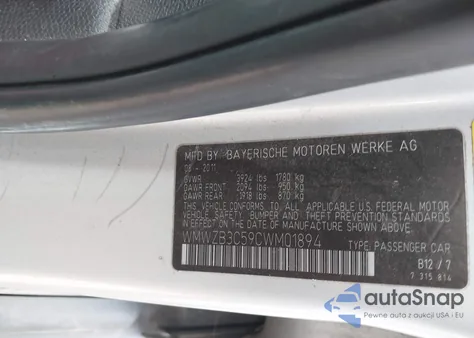 MFD BY BAYERISCHE MOTOREN WERKE AG
06 - 2011
GVWR 3924 lbs 1780 kg
GAWR FRONT 2094 lbs 950 kg
GAWR REAR 1918 lbs 870 kg
THIS VEHICLE CONFORMS TO ALL APPLICABLE
FEDERAL MOTOR VEHICLE SAFETY, BUMPER,
AND THEFT PREVENTION STANDARDS
IN EFFECT ON THE DATE OF
MANUFACTURE SHOWN ABOVE.
WMWZB3C59CWM01894
TYPE: PASSENGER CAR
B12 / 7
7 315 814
autoSnap
Pewne auta z aukcji USA i EU